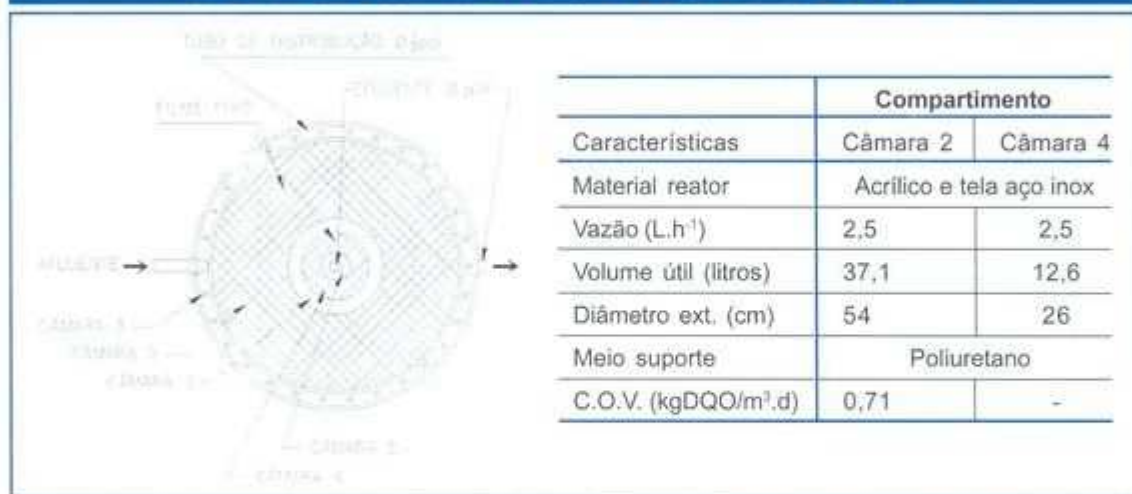 AFLUENTE
Compartimento
Características Câmara 2 Câmara 4
Material reator Acrílico e tela aço inox
Vazão (L.h⁻¹) 2,5 2,5
Volume útil (litros) 37,1 12,6
Diâmetro ext. (cm) 54 26
Meio suporte Poliuretano
C.O.V. (kgDQO/m³.d) 0,71 -